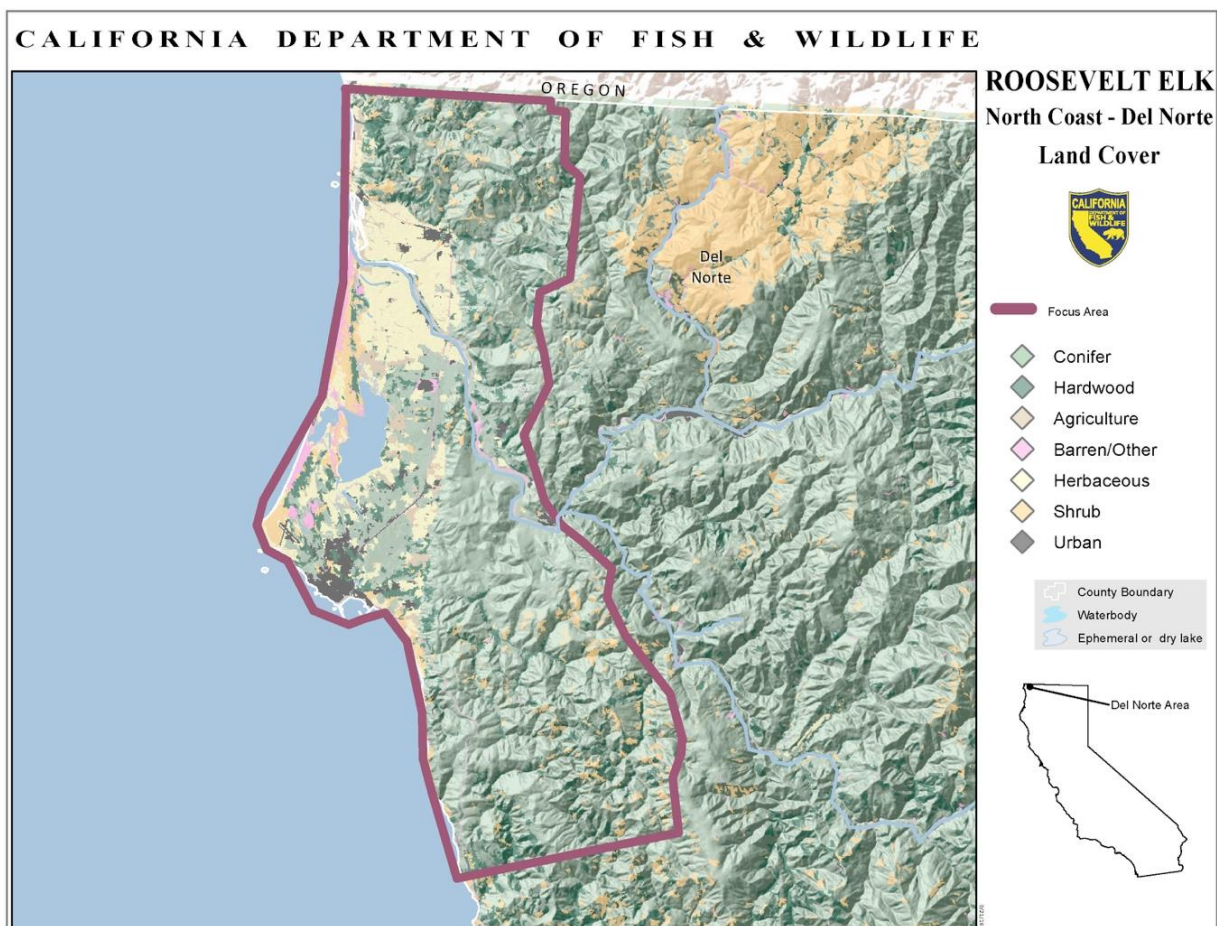 CALIFORNIA DEPARTMENT OF FISH & WILDLIFE
OREGON
Del
Norte
ROOSEVELT ELK
North Coast - Del Norte
Land Cover
CALIFORNIA
DEPARTMENT OF
FISH &
WILDLIFE
Focus Area
Conifer
Hardwood
Agriculture
Barren/Other
Herbaceous
Shrub
Urban
County Boundary
Waterbody
Ephemeral or dry lake
Del Norte Area